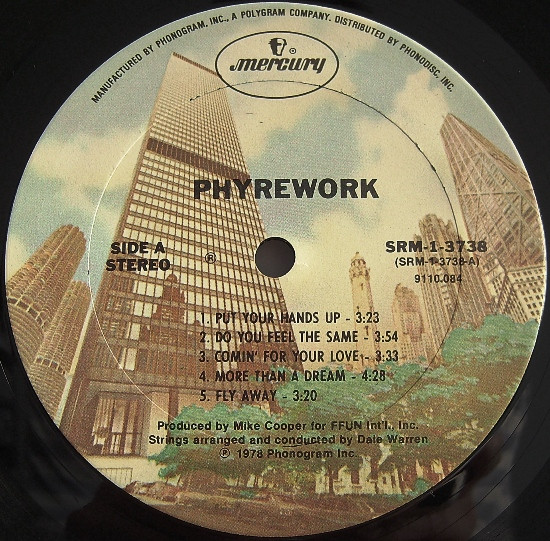 MANUFACTURED BY PHONOGRAM, INC., A POLYGRAM COMPANY. DISTRIBUTED BY PHONODISC, INC.
®
mercury
PHYREWORK
SIDE A
STEREO
®
SRM-1-3738
(SRM-1-3738-A)
9110.084
1. PUT YOUR HANDS UP - 3:23
2. DO YOU FEEL THE SAME - 3:54
3. COMIN' FOR YOUR LOVE - 3:33
4. MORE THAN A DREAM - 4:28
5. FLY AWAY - 3:20
Produced by Mike Cooper for FFUN Int'l., Inc.
Strings arranged and conducted by Dale Warren
℗ 1978 Phonogram Inc.